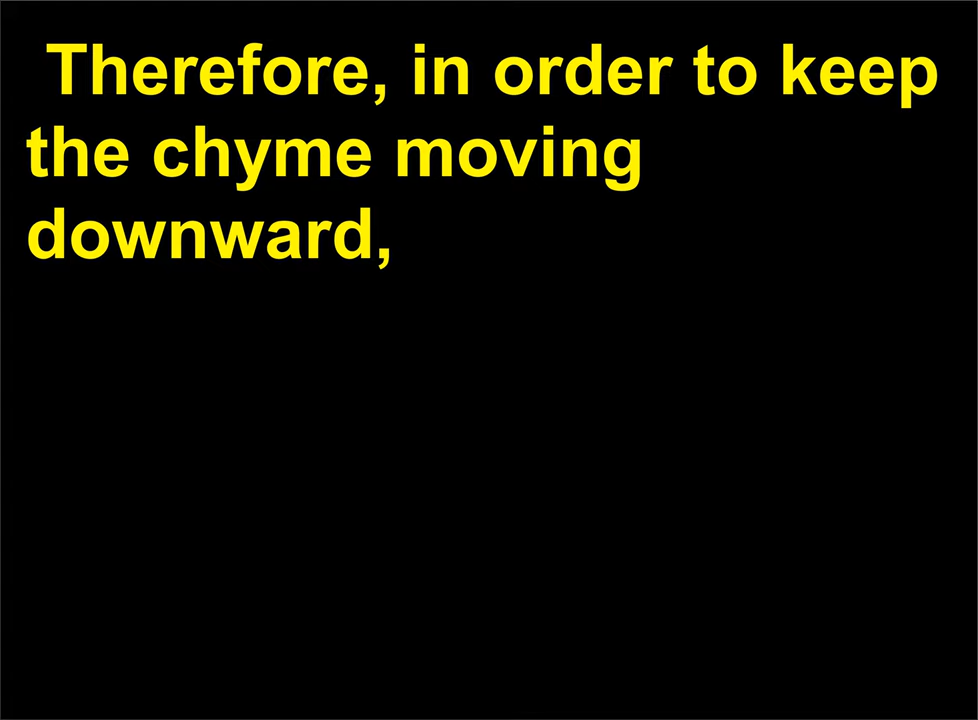 Therefore, in order to keep
the chyme moving
downward,